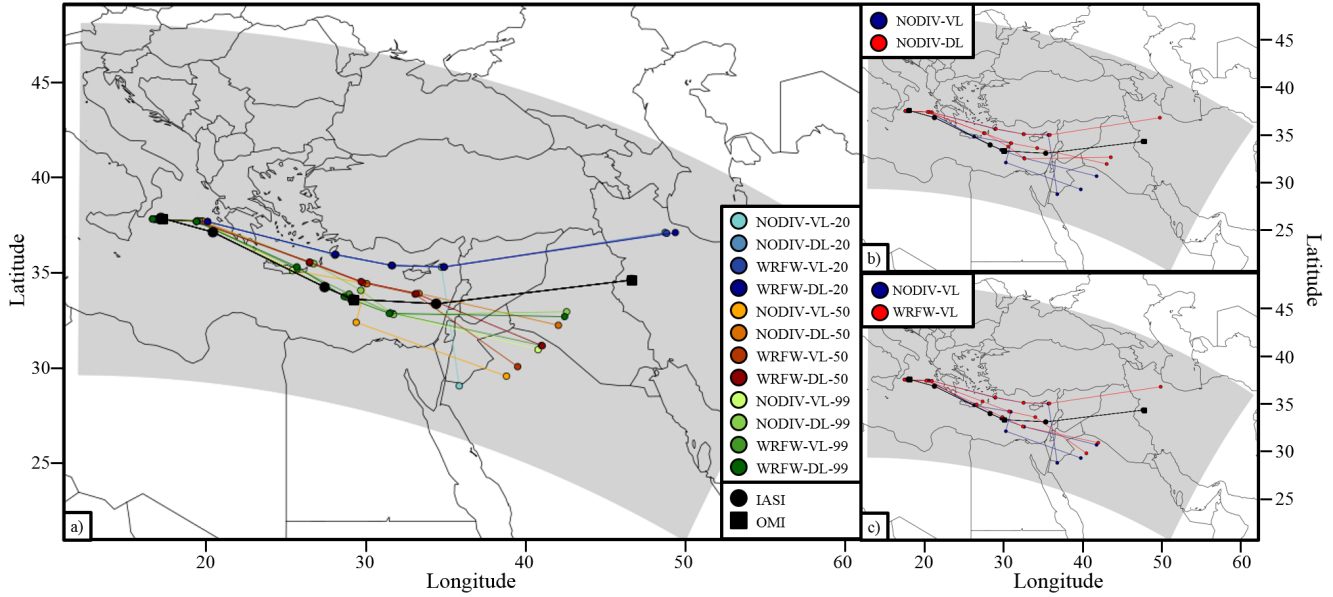 Latitude
45
40
35
30
25
20
30
40
50
60
Longitude
a)
NODIV-VL-20
NODIV-DL-20
WRFW-VL-20
WRFW-DL-20
NODIV-VL-50
NODIV-DL-50
WRFW-VL-50
WRFW-DL-50
NODIV-VL-99
NODIV-DL-99
WRFW-VL-99
WRFW-DL-99
IASI
OMI
NODIV-VL
NODIV-DL
b)
45
40
35
30
25
Latitude
NODIV-VL
WRFW-VL
c)
45
40
35
30
25
20
30
40
50
60
Longitude